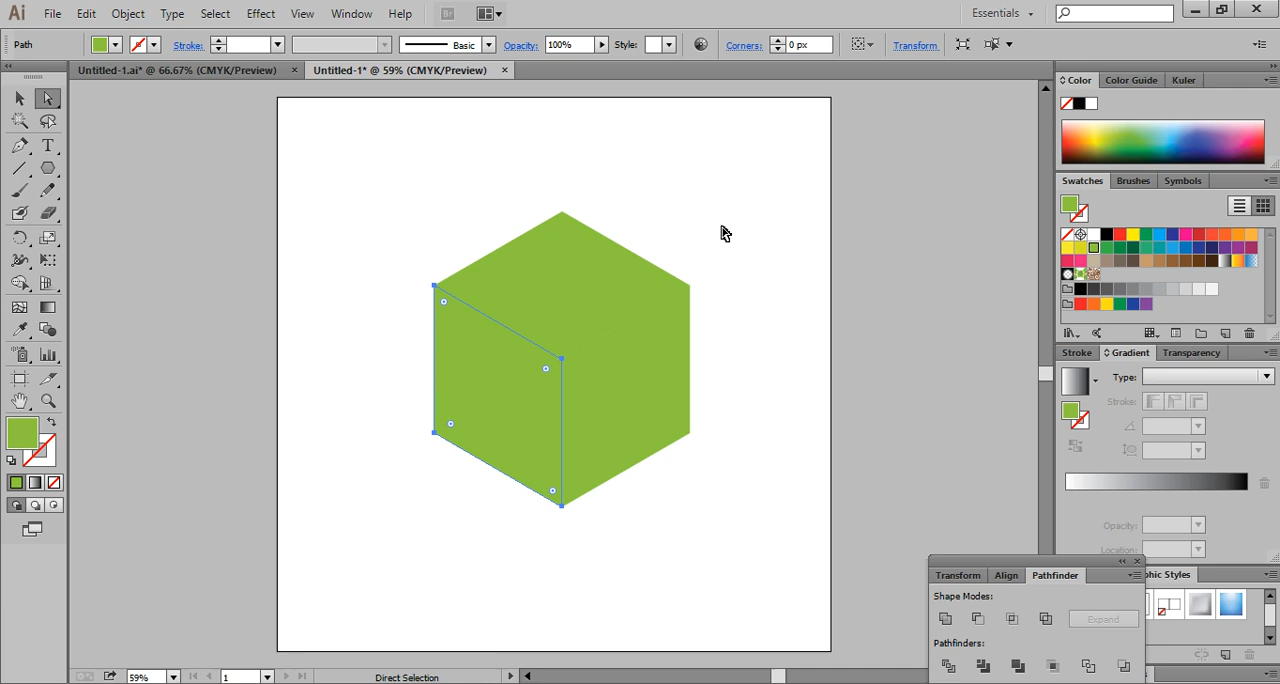 Ai File Edit Object Type Select Effect View Window Help Br Essentials
Path Stroke: Basic Opacity: 100% Style: Corners: 0 px Transform
Untitled-1.ai* @ 66.67% (CMYK/Preview) × Untitled-1* @ 59% (CMYK/Preview) ×
Color Color Guide Kuler
Swatches Brushes Symbols
Stroke Gradient Transparency
Type:
Stroke:
Opacity:
Location:
Transform Align Pathfinder
phic Styles
Shape Modes:
Expand
Pathfinders:
59% 1 Direct Selection